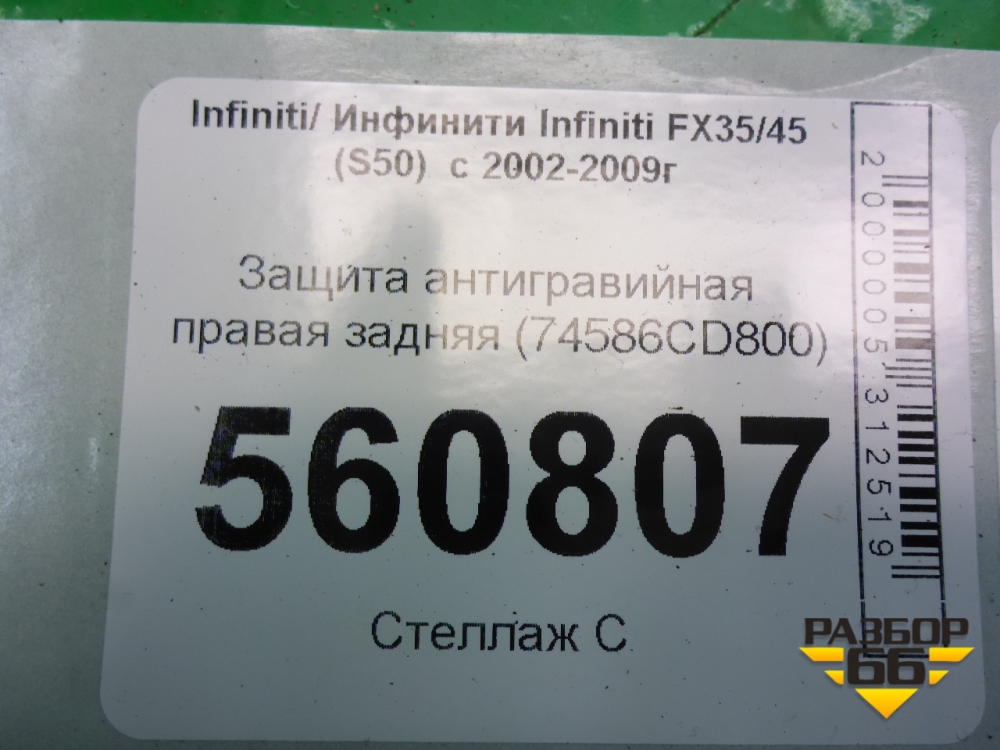 Infiniti/ Инфинити Infiniti FX35/45
(S50) с 2002-2009г
Защита антигравийная
правая задняя (74586CD800)
560807
Стеллаж С
2000005312519
РАЗБОР
66